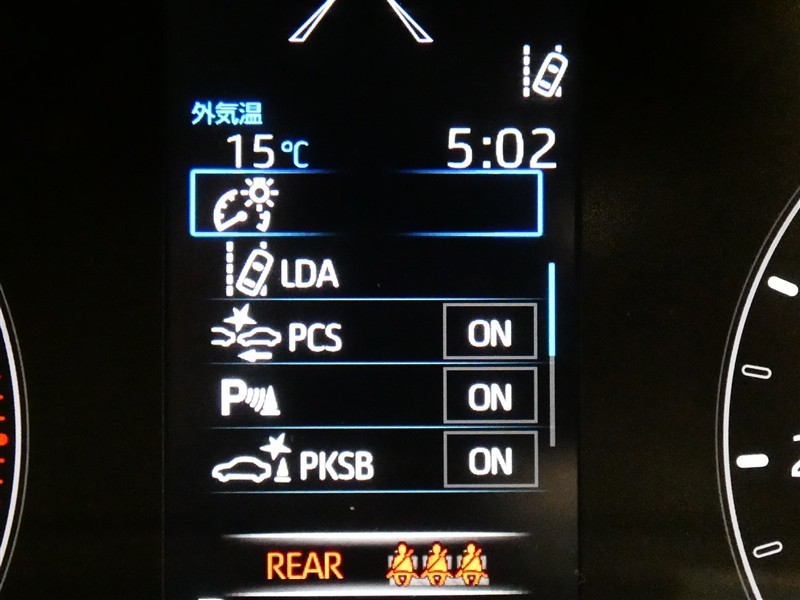 外気温
15℃ 5:02
LDA
PCS ON
P ON
PKSB ON
REAR